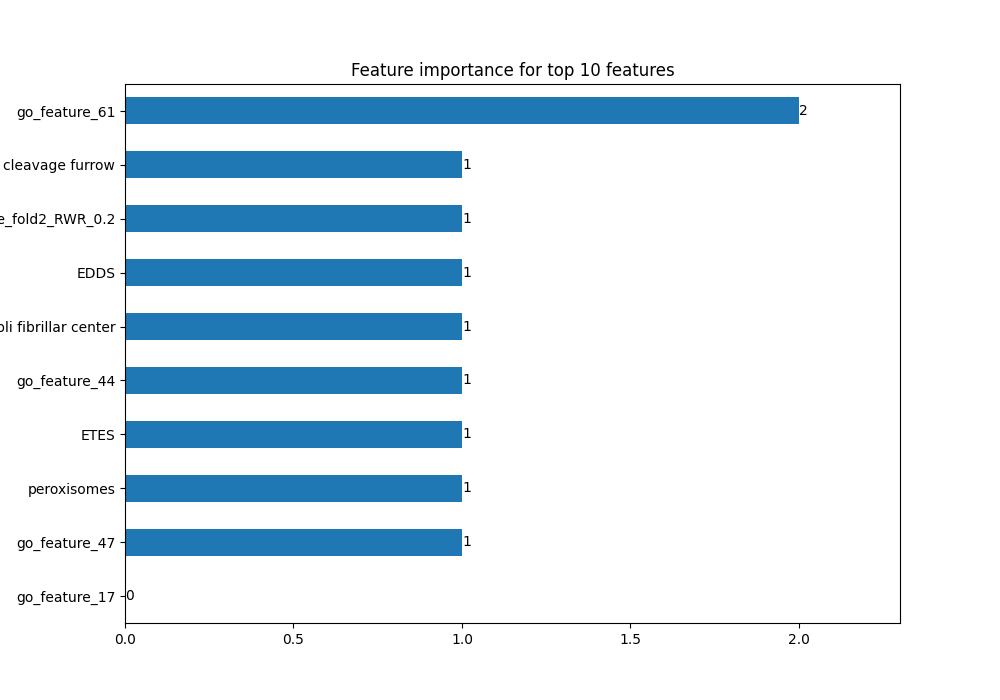 Feature importance for top 10 features
go_feature_61 2
cleavage furrow 1
e_fold2_RWR_0.2 1
EDDS 1
oli fibrillar center 1
go_feature_44 1
ETES 1
peroxisomes 1
go_feature_47 1
go_feature_17 0
0.0 0.5 1.0 1.5 2.0